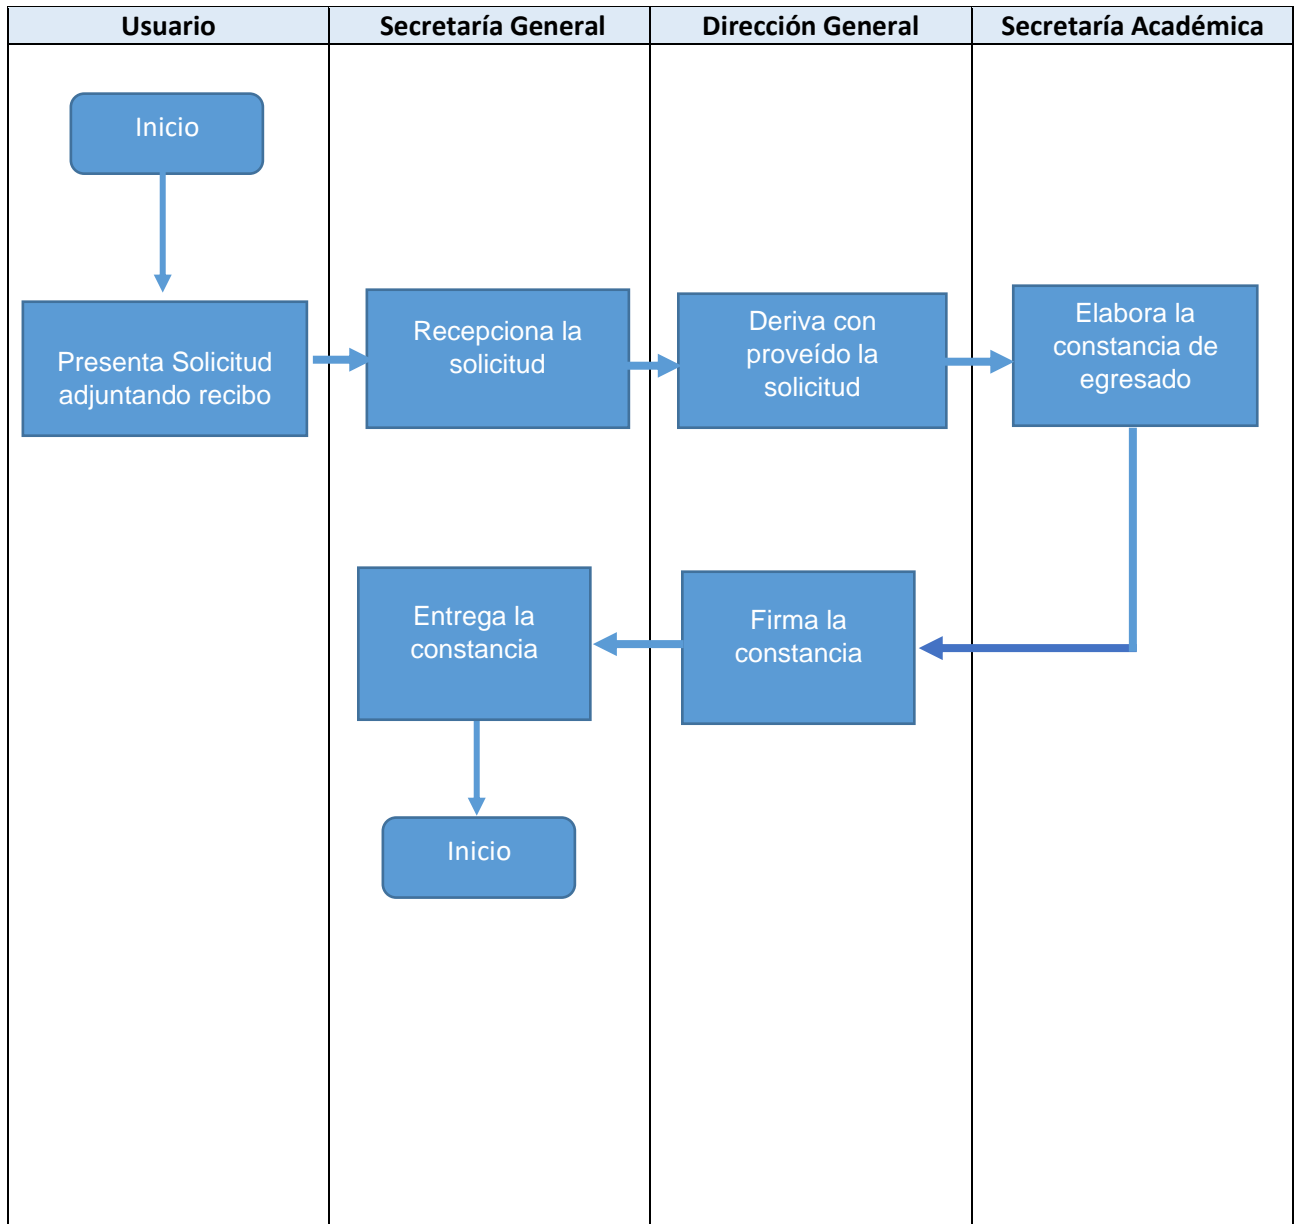 Usuario
Secretaría General
Dirección General
Secretaría Académica
Inicio
Presenta Solicitud
adjuntando recibo
Recepciona la
solicitud
Deriva con
proveído la
solicitud
Elabora la
constancia de
egresado
Entrega la
constancia
Firma la
constancia
Inicio